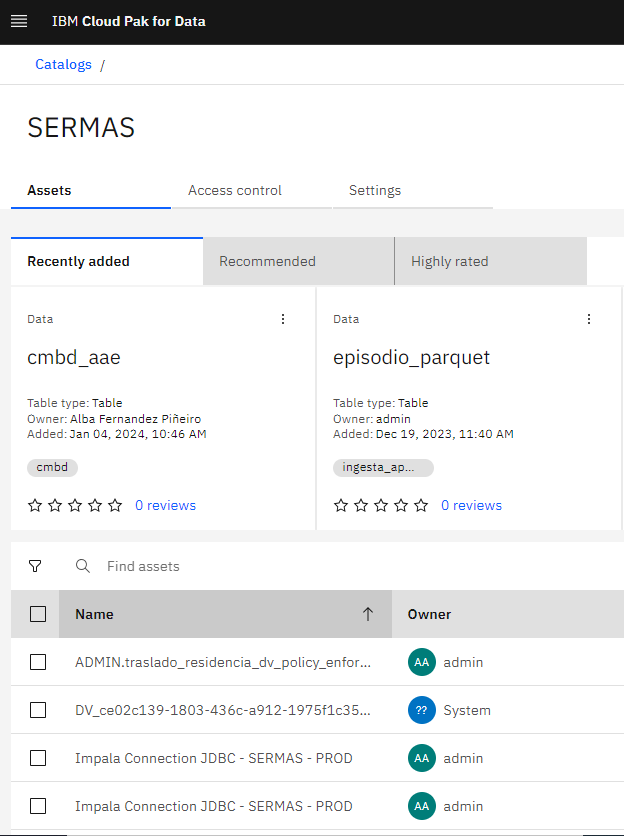 IBM Cloud Pak for Data
Catalogs /
SERMAS
Assets Access control Settings
Recently added Recommended Highly rated
Data
cmbd_aae
Table type: Table
Owner: Alba Fernandez Piñeiro
Added: Jan 04, 2024, 10:46 AM
cmbd
0 reviews
Data
episodio_parquet
Table type: Table
Owner: admin
Added: Dec 19, 2023, 11:40 AM
ingesta_ap...
0 reviews
Find assets
Name Owner
ADMIN.traslado_residencia_dv_policy_enfor... AA admin
DV_ce02c139-1803-436c-a912-1975f1c35... ?? System
Impala Connection JDBC - SERMAS - PROD AA admin
Impala Connection JDBC - SERMAS - PROD AA admin